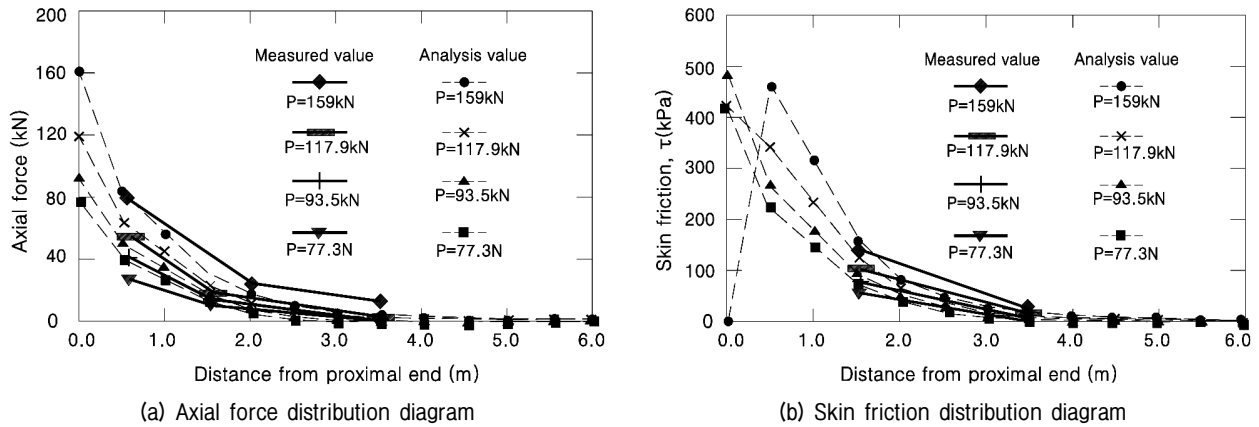 200
160
120
80
40
0
Axial force (kN)
Measured value
Analysis value
P=159kN
P=159kN
P=117.9kN
P=117.9kN
P=93.5kN
P=93.5kN
P=77.3N
P=77.3kN
0.0 1.0 2.0 3.0 4.0 5.0 6.0
Distance from proximal end (m)
(a) Axial force distribution diagram
600
500
400
300
200
100
0
Skin friction, τ(kPa)
Measured value
Analysis value
P=159kN
P=159kN
P=117.9kN
P=117.9kN
P=93.5kN
P=93.5kN
P=77.3N
P=77.3kN
0.0 1.0 2.0 3.0 4.0 5.0 6.0
Distance from proximal end (m)
(b) Skin friction distribution diagram